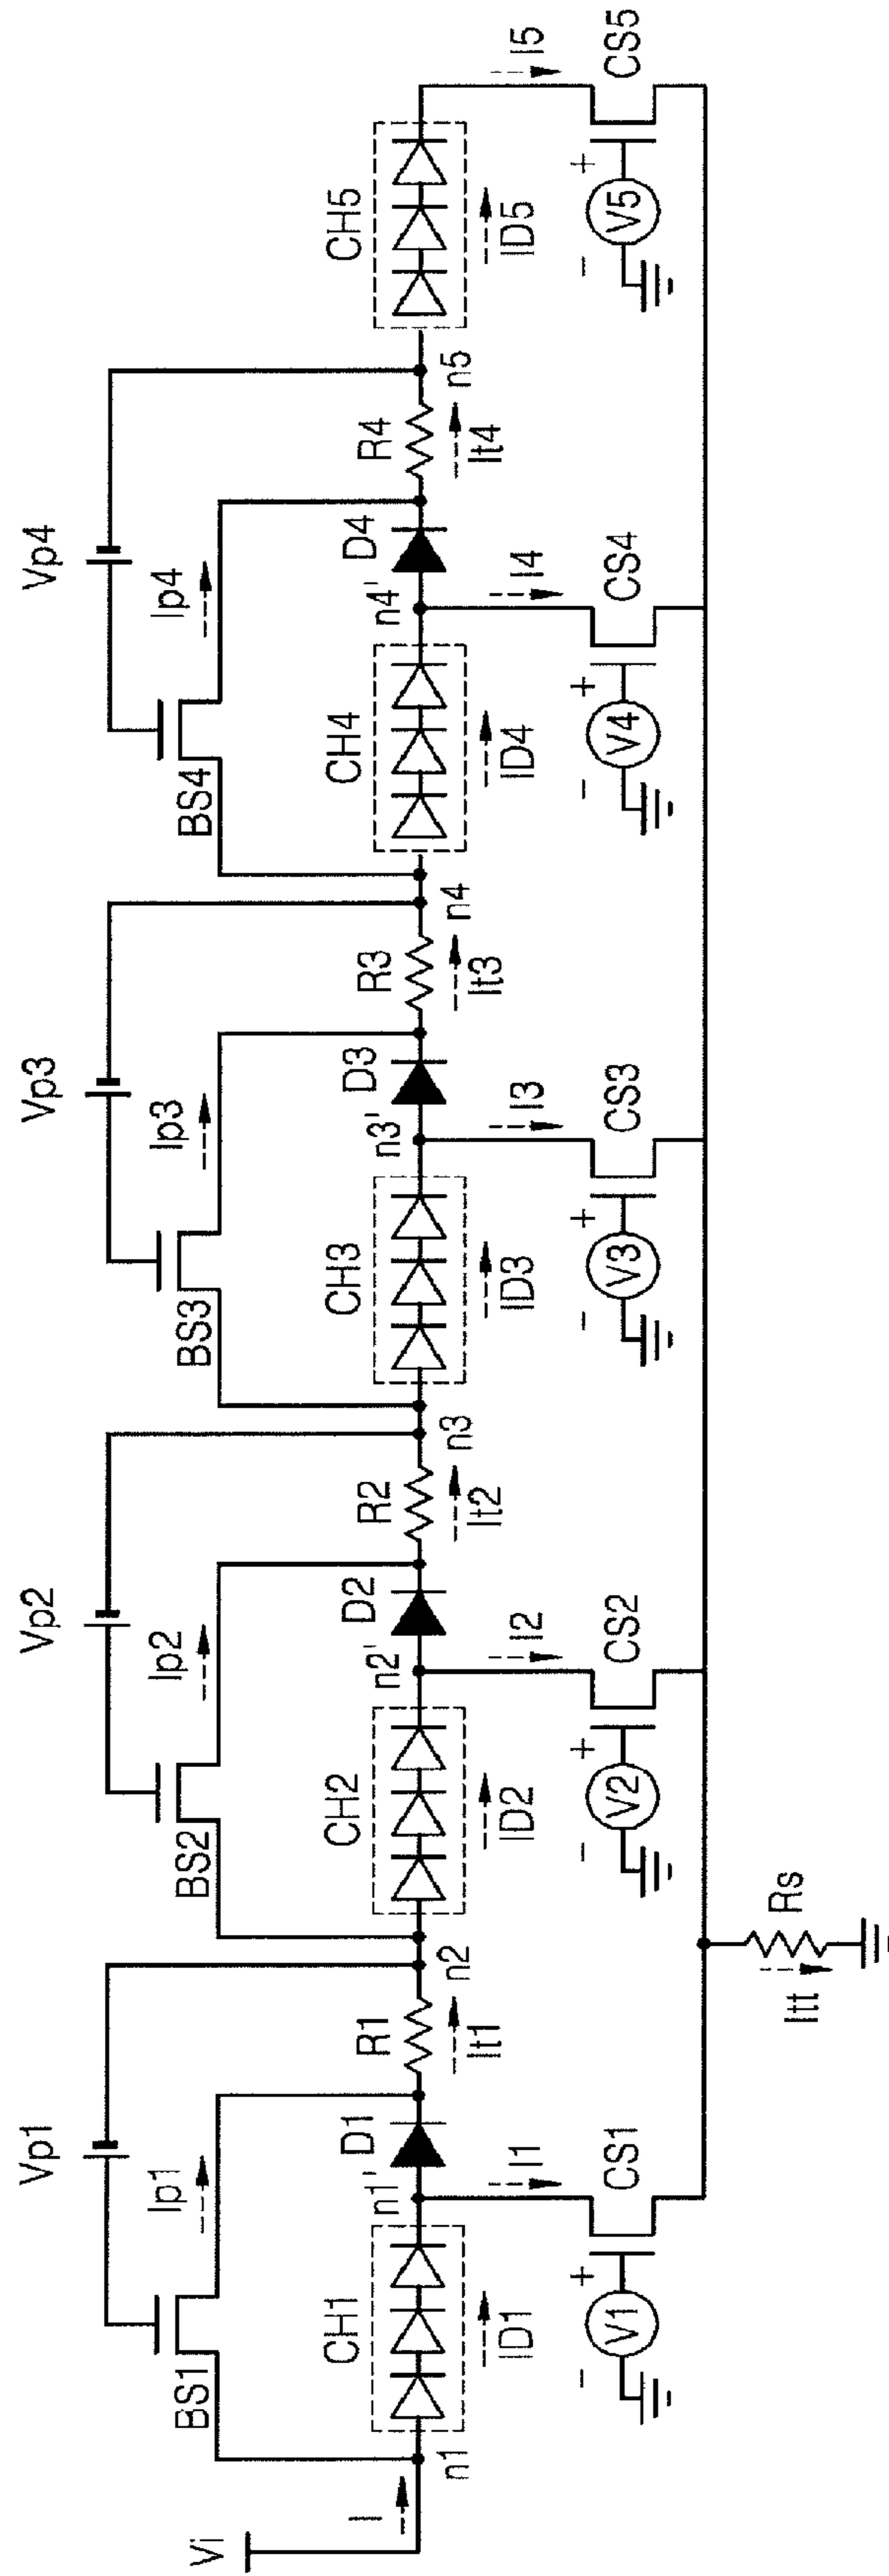 Vp1
Vp2
Vp3
Vp4
Ip1
Ip2
Ip3
Ip4
BS1
BS2
BS3
BS4
CH1
CH2
CH3
CH4
CH5
Vi
I
n1
n1'
D1
R1
n2
n2'
D2
R2
n3
n3'
D3
R3
n4
n4'
D4
R4
n5
ID1
It1
ID2
It2
ID3
It3
ID4
It4
ID5
I1
I2
I3
I4
I5
- V1 +
CS1
- V2 +
CS2
- V3 +
CS3
- V4 +
CS4
- V5 +
CS5
Itt
Rs